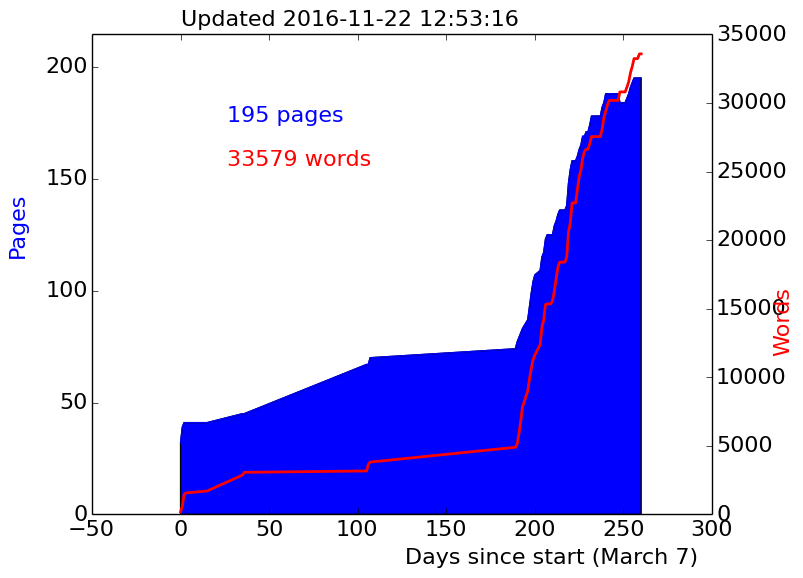 Updated 2016-11-22 12:53:16
195 pages
33579 words
Pages
Words
200
150
100
50
0
35000
30000
25000
20000
15000
10000
5000
0
−50 0 50 100 150 200 250 300
Days since start (March 7)